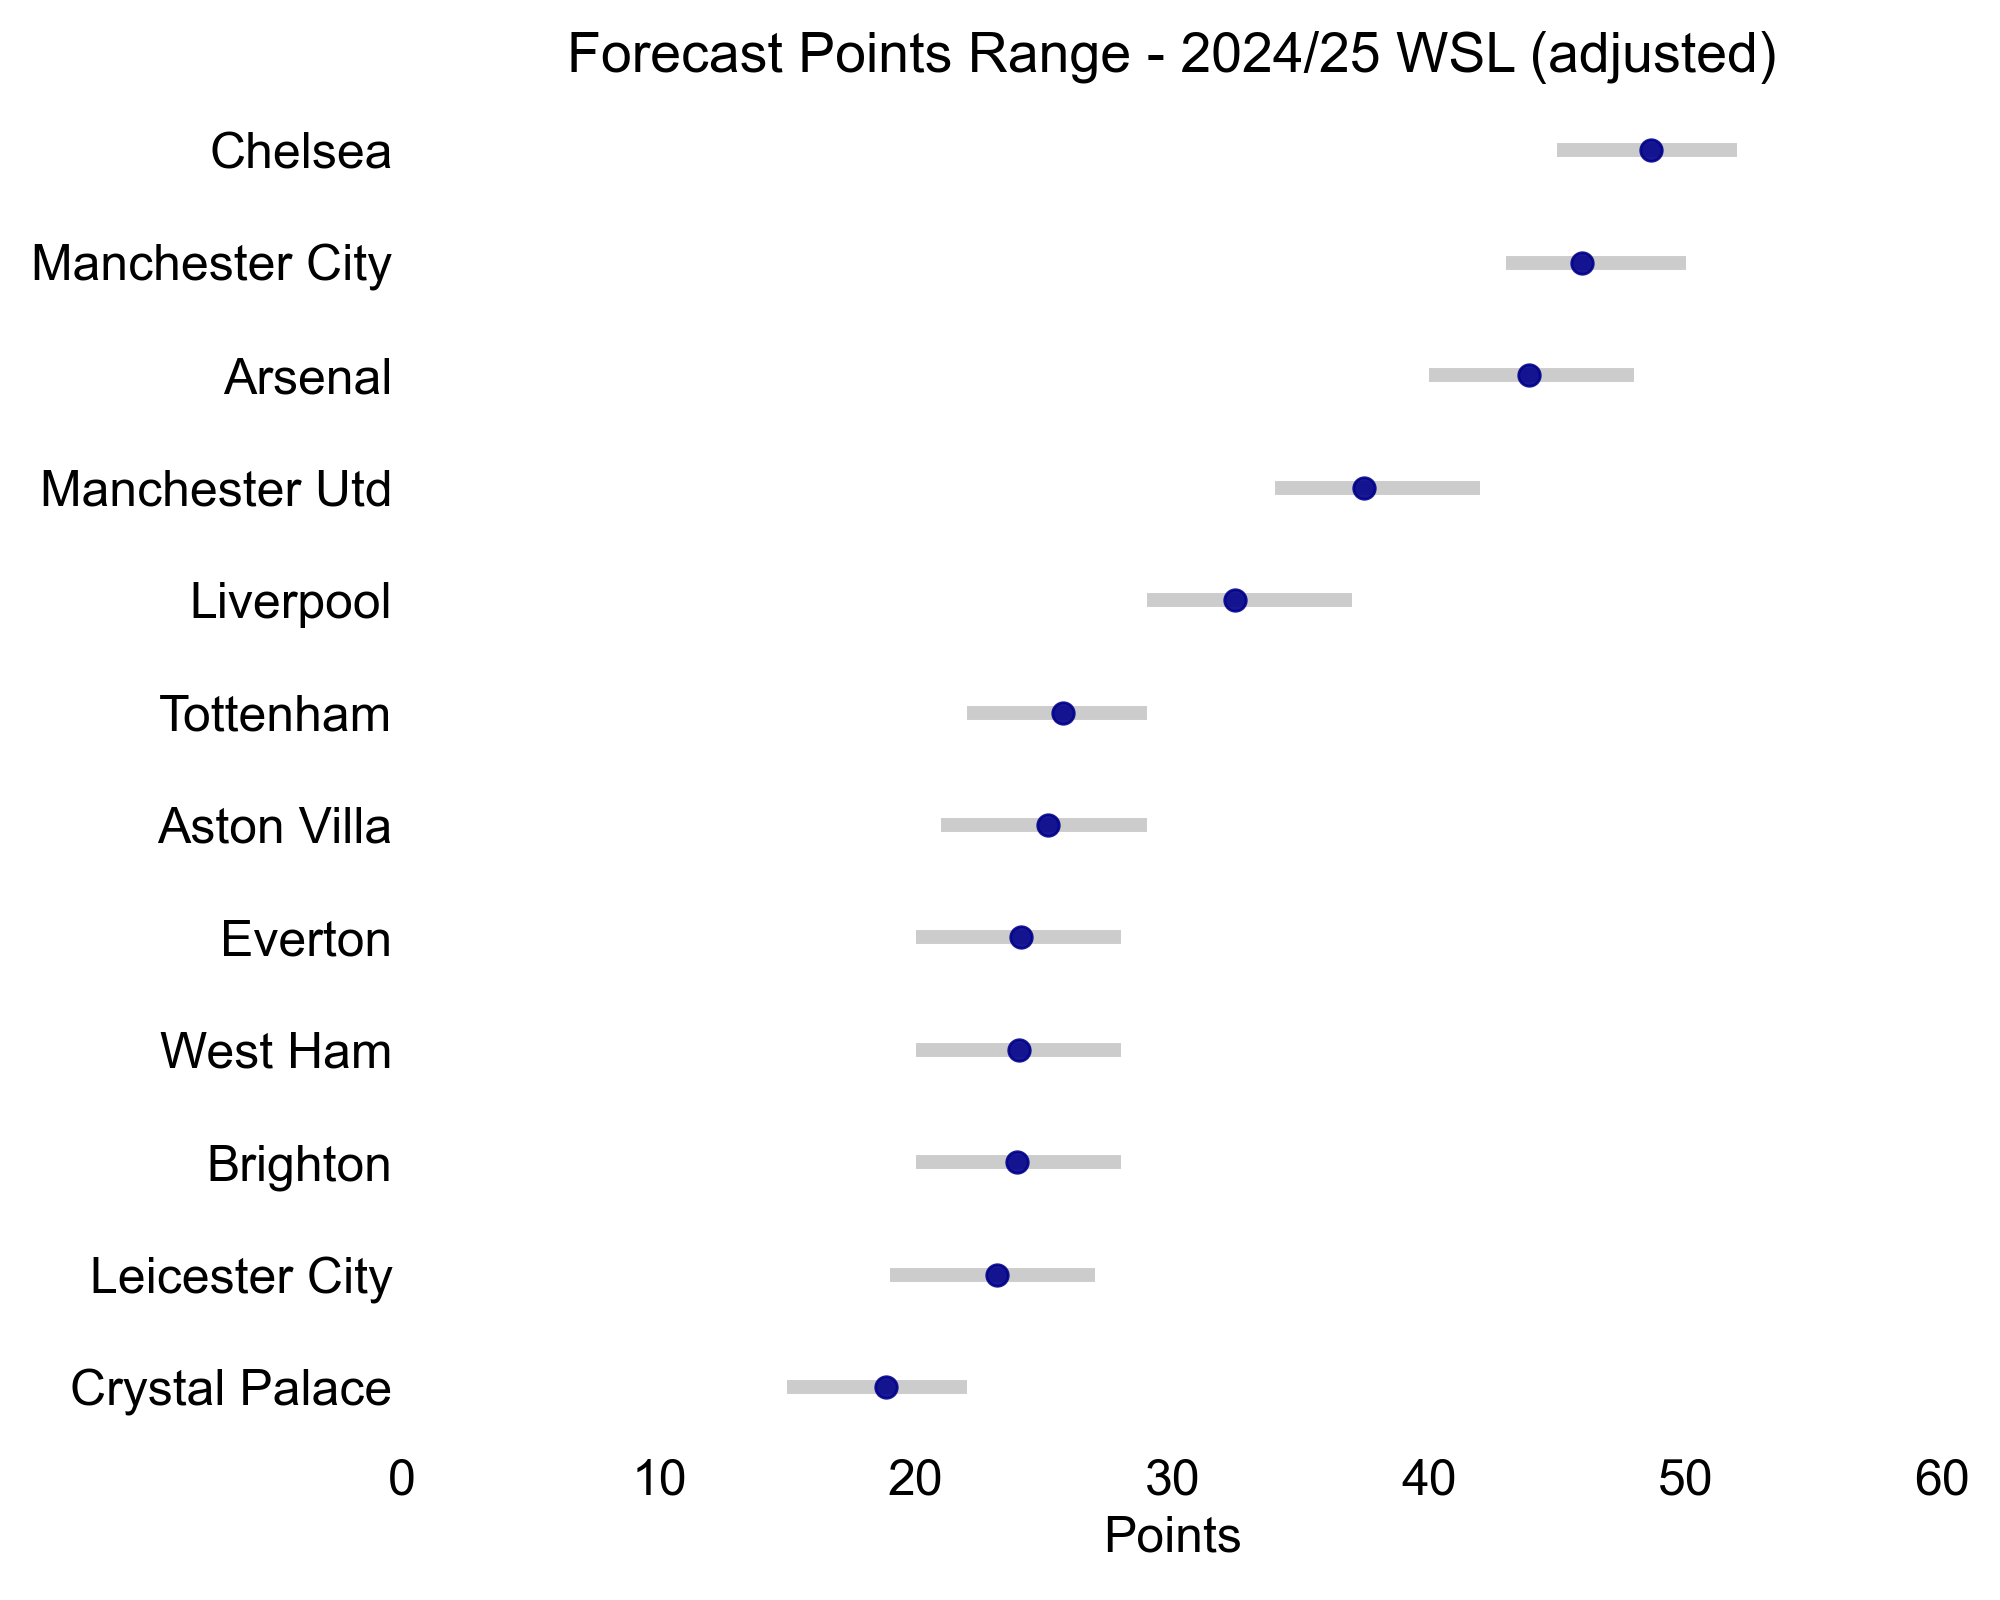 Forecast Points Range - 2024/25 WSL (adjusted)
Chelsea
Manchester City
Arsenal
Manchester Utd
Liverpool
Tottenham
Aston Villa
Everton
West Ham
Brighton
Leicester City
Crystal Palace
0 10 20 30 40 50 60
Points